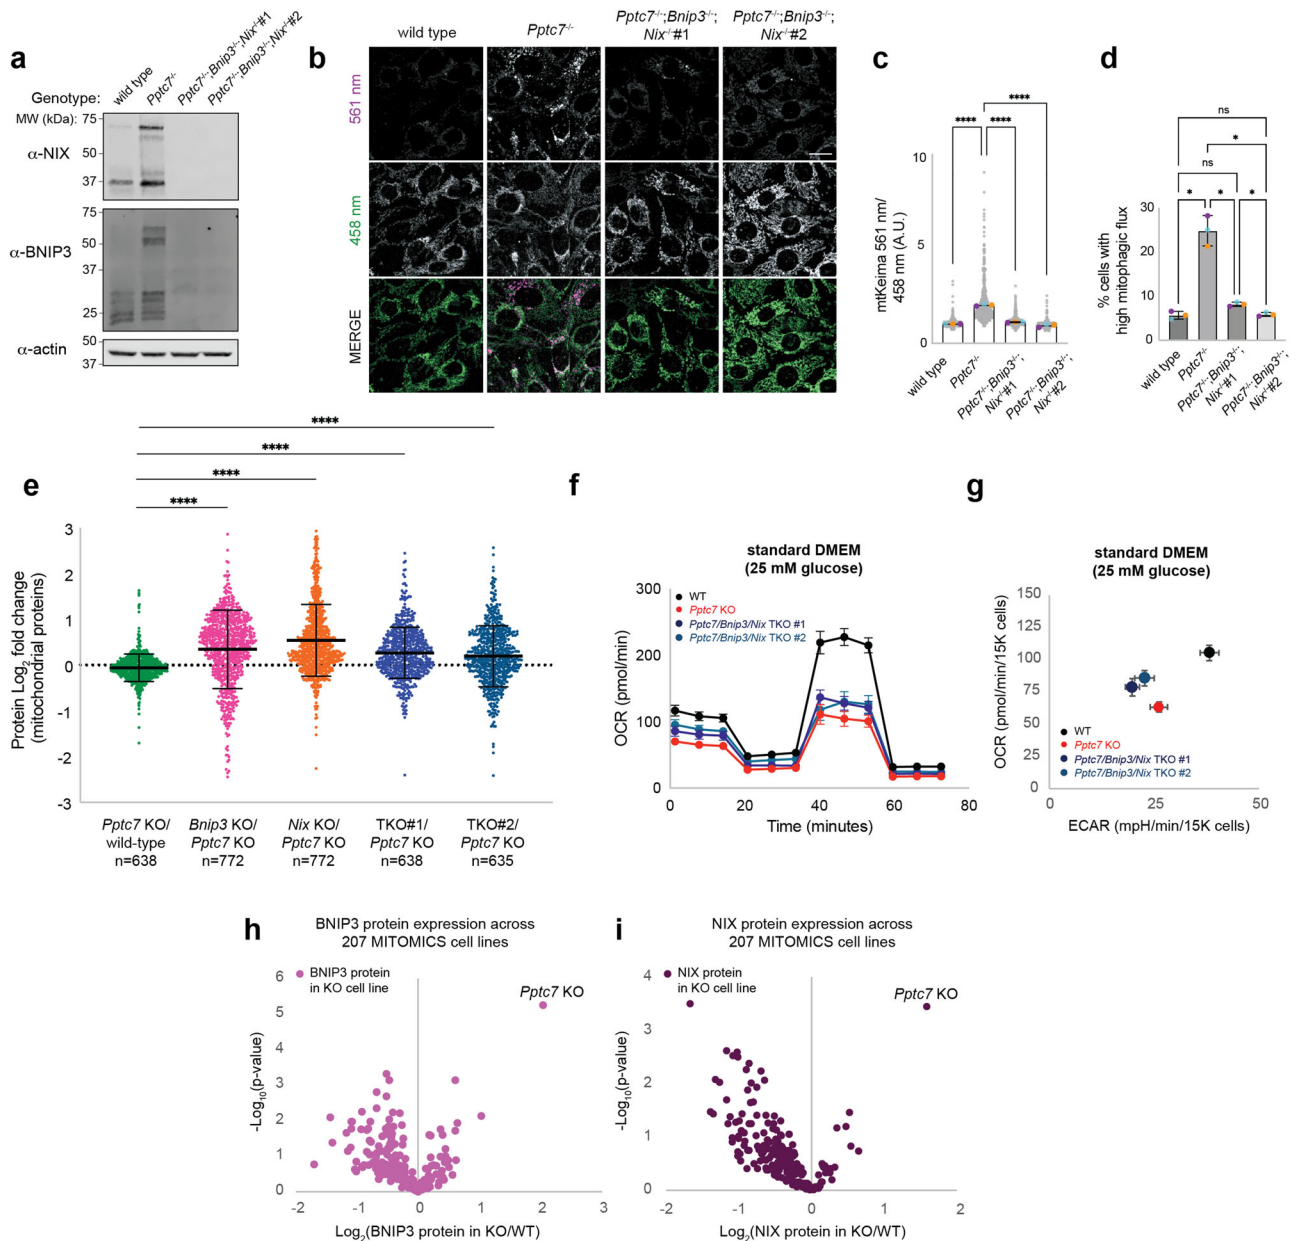 a
Genotype:
wild type
Pptc7-/-
Pptc7-/-;Bnip3-/-;Nix-/-#1
Pptc7-/-;Bnip3-/-;Nix-/-#2
MW (kDa):
75
50
37
α-NIX
75
50
37
25
α-BNIP3
50
37
α-actin
b
wild type
Pptc7-/-
Pptc7-/-;Bnip3-/-;
Nix-/-#1
Pptc7-/-;Bnip3-/-;
Nix-/-#2
561 nm
458 nm
MERGE
c
****
****
****
mtKeima 561 nm/
458 nm (A.U.)
10
5
0
wild type
Pptc7-/-
Pptc7-/-;Bnip3-/-;
Nix-/-#1
Pptc7-/-;Bnip3-/-;
Nix-/-#2
d
ns
*
ns
*
*
*
% cells with
high mitophagic flux
30
20
10
0
wild type
Pptc7-/-
Pptc7-/-;Bnip3-/-;
Nix-/-#1
Pptc7-/-;Bnip3-/-;
Nix-/-#2
e
****
****
****
****
Protein Log2 fold change
(mitochondrial proteins)
3
2
1
0
-1
-2
-3
Pptc7 KO/
wild-type
n=638
Bnip3 KO/
Pptc7 KO
n=772
Nix KO/
Pptc7 KO
n=772
TKO#1/
Pptc7 KO
n=638
TKO#2/
Pptc7 KO
n=635
f
standard DMEM
(25 mM glucose)
WT
Pptc7 KO
Pptc7/Bnip3/Nix TKO #1
Pptc7/Bnip3/Nix TKO #2
OCR (pmol/min)
300
200
100
0
0 20 40 60 80
Time (minutes)
g
standard DMEM
(25 mM glucose)
OCR (pmol/min/15K cells)
150
125
100
75
50
25
0
WT
Pptc7 KO
Pptc7/Bnip3/Nix TKO #1
Pptc7/Bnip3/Nix TKO #2
0 25 50
ECAR (mpH/min/15K cells)
h
BNIP3 protein expression across
207 MITOMICS cell lines
BNIP3 protein
in KO cell line
Pptc7 KO
-Log10(p-value)
6
5
4
3
2
1
0
-2 -1 0 1 2 3
Log2(BNIP3 protein in KO/WT)
i
NIX protein expression across
207 MITOMICS cell lines
NIX protein
in KO cell line
Pptc7 KO
-Log10(p-value)
4
3
2
1
0
-2 -1 0 1 2
Log2(NIX protein in KO/WT)